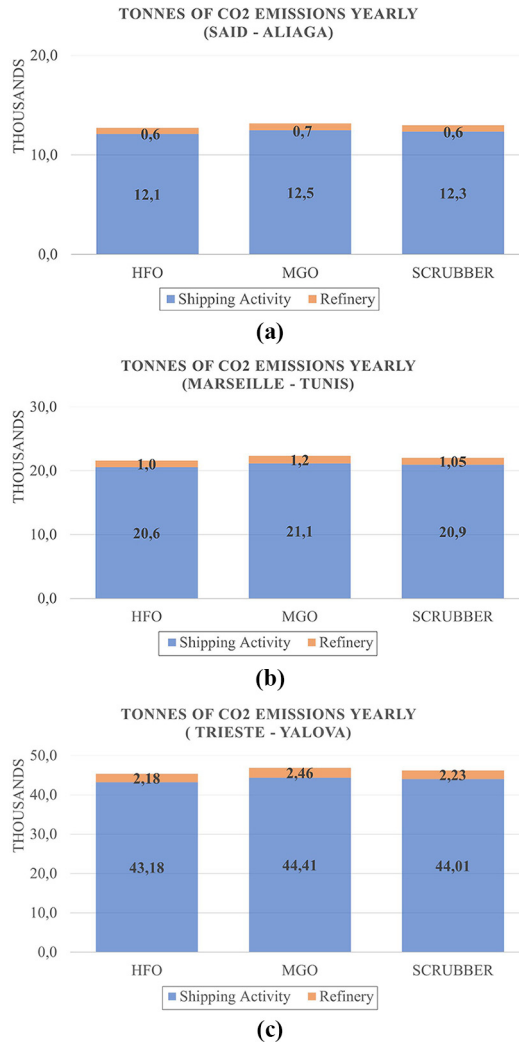 TONNES OF CO2 EMISSIONS YEARLY
(SAID - ALIAGA)
THOUSANDS
20,0
10,0
0,0
0,6
0,7
0,6
12,1
12,5
12,3
HFO
MGO
SCRUBBER
Shipping Activity
Refinery
(a)
TONNES OF CO2 EMISSIONS YEARLY
(MARSEILLE - TUNIS)
THOUSANDS
30,0
20,0
10,0
0,0
1,0
1,2
1,05
20,6
21,1
20,9
HFO
MGO
SCRUBBER
Shipping Activity
Refinery
(b)
TONNES OF CO2 EMISSIONS YEARLY
( TRIESTE - YALOVA)
THOUSANDS
50,0
40,0
30,0
20,0
10,0
0,0
2,18
2,46
2,23
43,18
44,41
44,01
HFO
MGO
SCRUBBER
Shipping Activity
Refinery
(c)